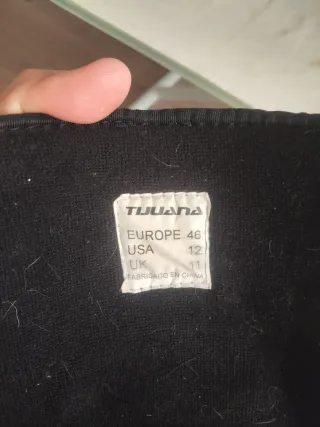 TIJUANA
EUROPE 46
USA 12
UK 11
FABRICADO EN CHINA